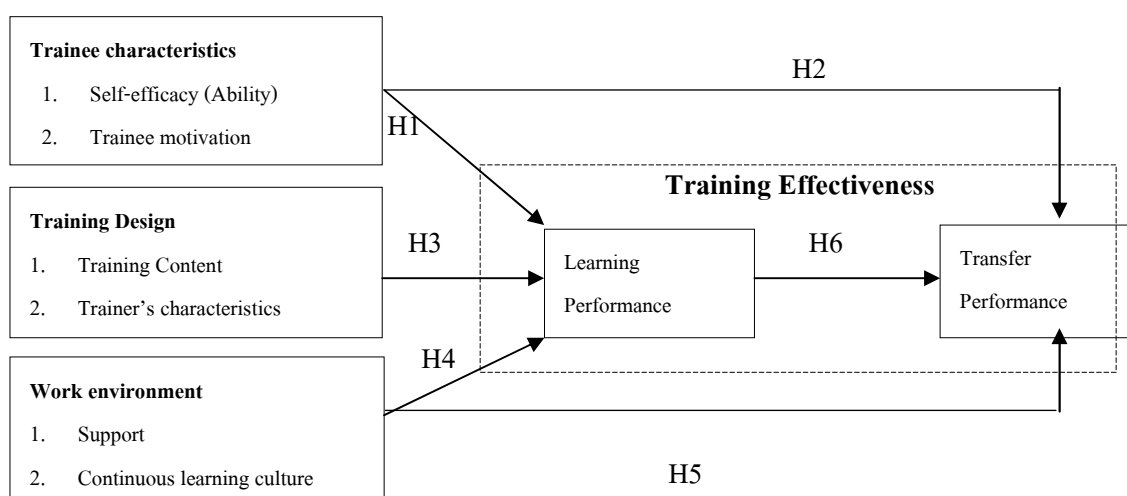 Trainee characteristics
1. Self-efficacy (Ability)
2. Trainee motivation
H2
H1
Training Effectiveness
Training Design
1. Training Content
2. Trainer's characteristics
H3
Learning
Performance
H6
Transfer
Performance
H4
Work environment
1. Support
2. Continuous learning culture
H5